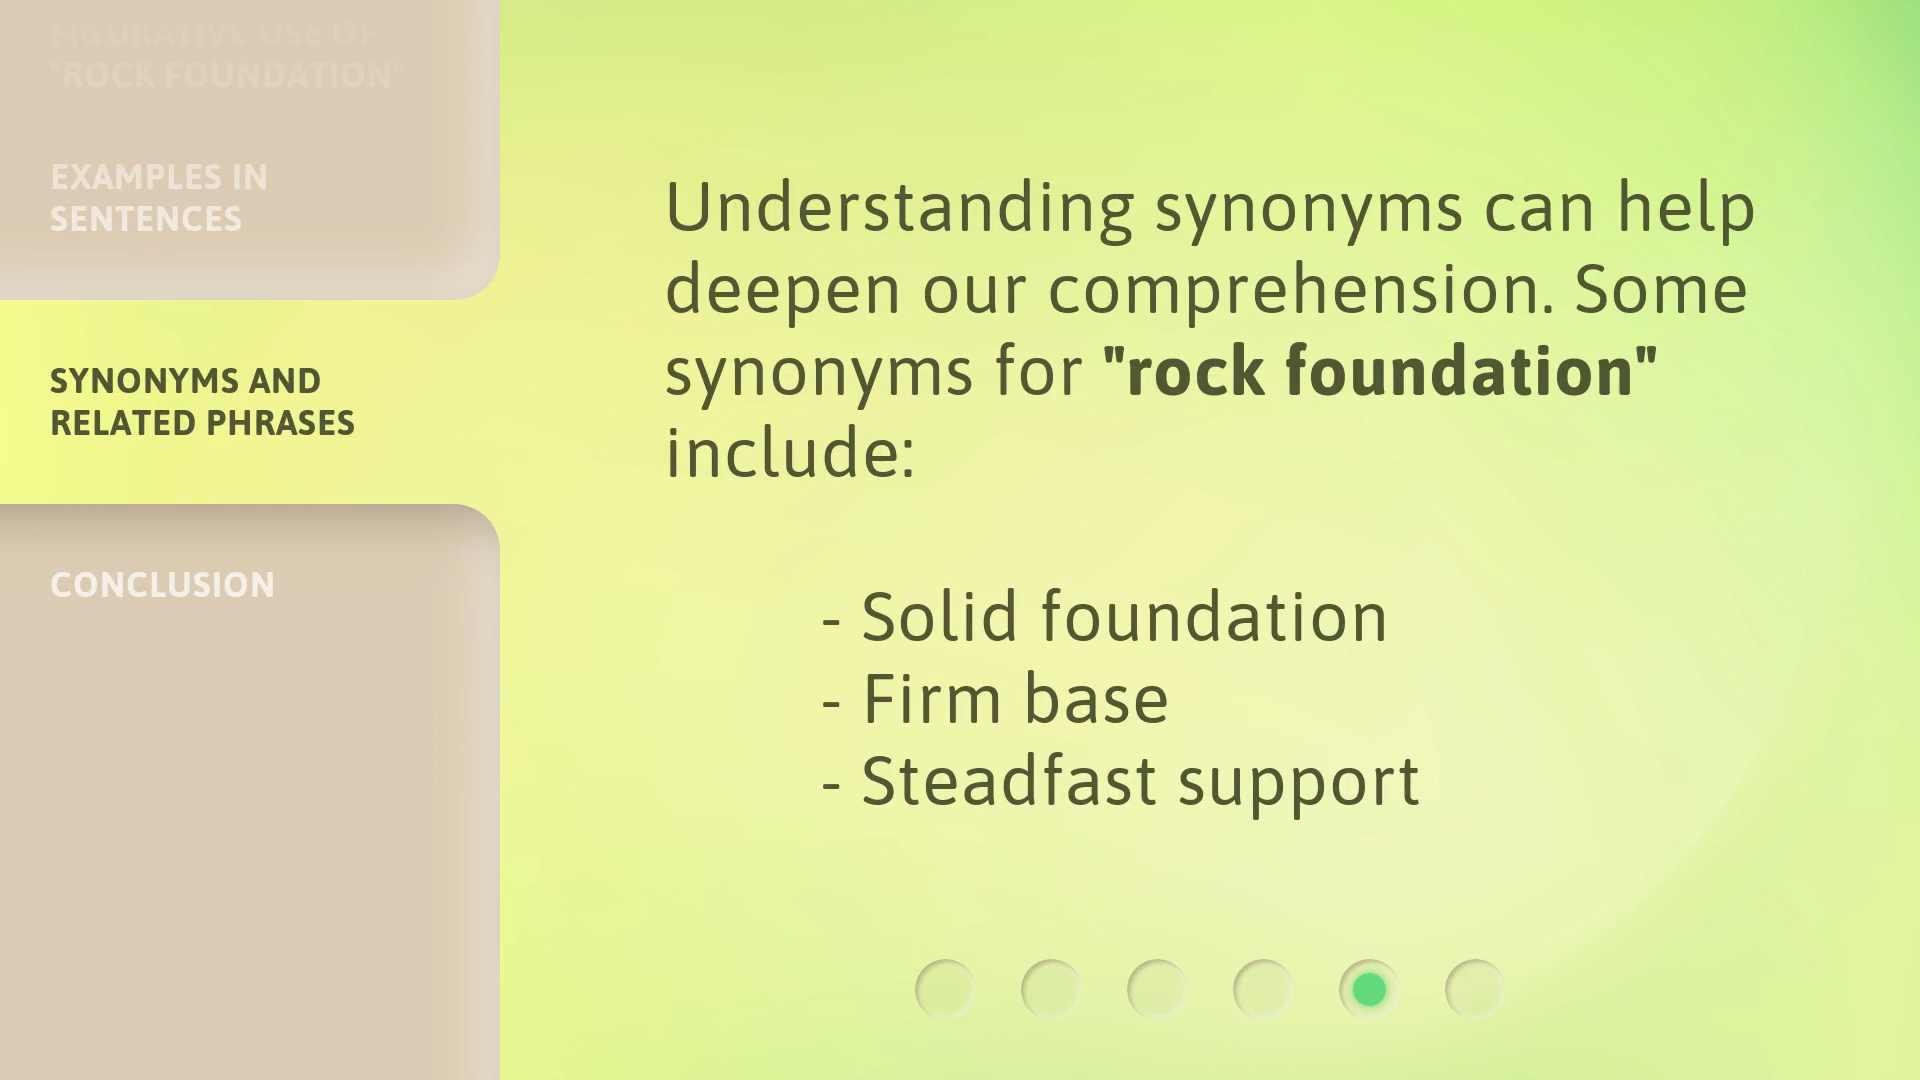 FIGURATIVE USE OF
"ROCK FOUNDATION"
EXAMPLES IN
SENTENCES
SYNONYMS AND
RELATED PHRASES
CONCLUSION
Understanding synonyms can help
deepen our comprehension. Some
synonyms for "rock foundation"
include:
- Solid foundation
- Firm base
- Steadfast support